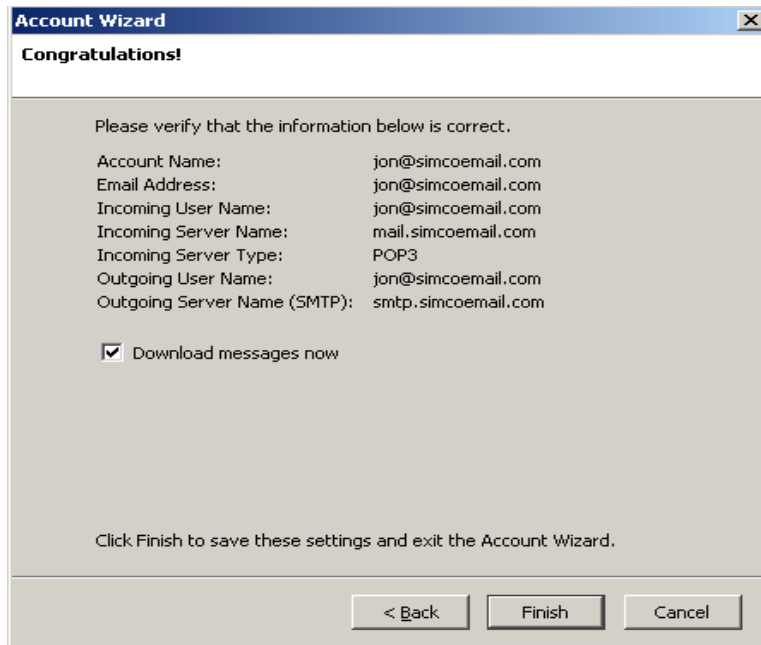 Account Wizard
Congratulations!
Please verify that the information below is correct.
Account Name: jon@simcoemail.com
Email Address: jon@simcoemail.com
Incoming User Name: jon@simcoemail.com
Incoming Server Name: mail.simcoemail.com
Incoming Server Type: POP3
Outgoing User Name: jon@simcoemail.com
Outgoing Server Name (SMTP): smtp.simcoemail.com
Download messages now
Click Finish to save these settings and exit the Account Wizard.
< Back Finish Cancel